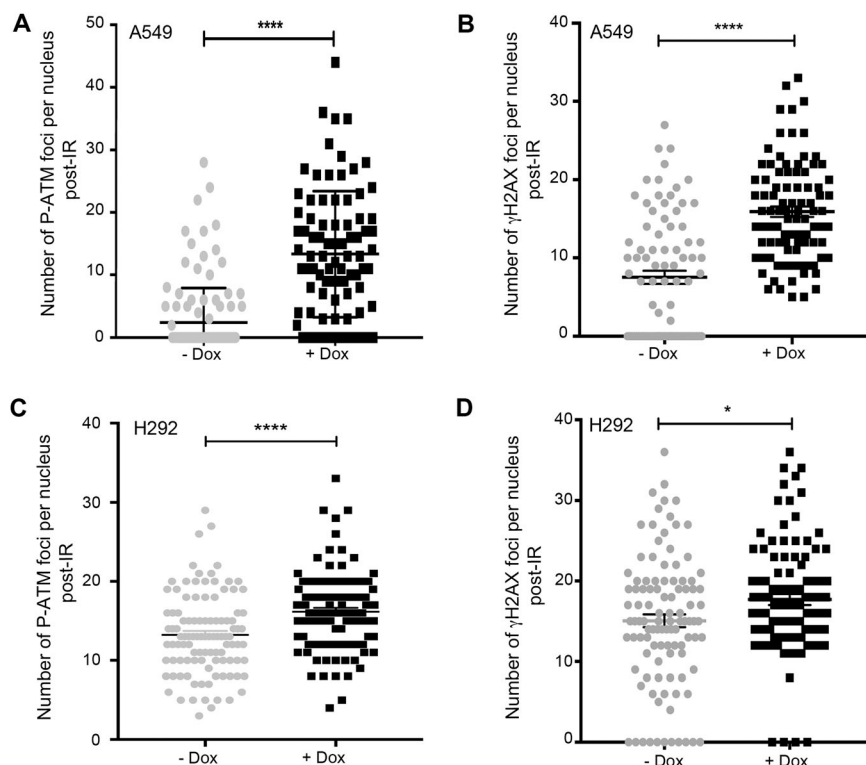 A
A549
****
Number of P-ATM foci per nucleus
post-IR
50
40
30
20
10
0
- Dox
+ Dox
B
A549
****
Number of γH2AX foci per nucleus
post-IR
40
30
20
10
0
- Dox
+ Dox
C
H292
****
Number of P-ATM foci per nucleus
post-IR
40
30
20
10
0
- Dox
+ Dox
D
H292
*
Number of γH2AX foci per nucleus
post-IR
40
30
20
10
0
- Dox
+ Dox